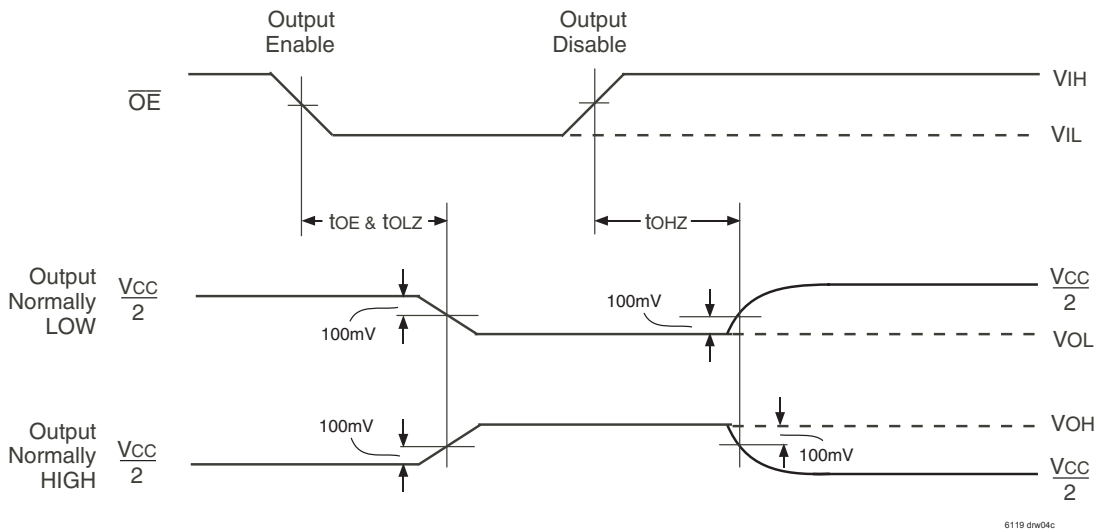 Output
Enable
Output
Disable
OE
VIH
VIL
tOE & tOLZ
tOHZ
Output
Normally
LOW
VCC
2
100mV
100mV
VCC
2
VOL
Output
Normally
HIGH
VCC
2
100mV
100mV
VOH
VCC
2
6119 drw04c